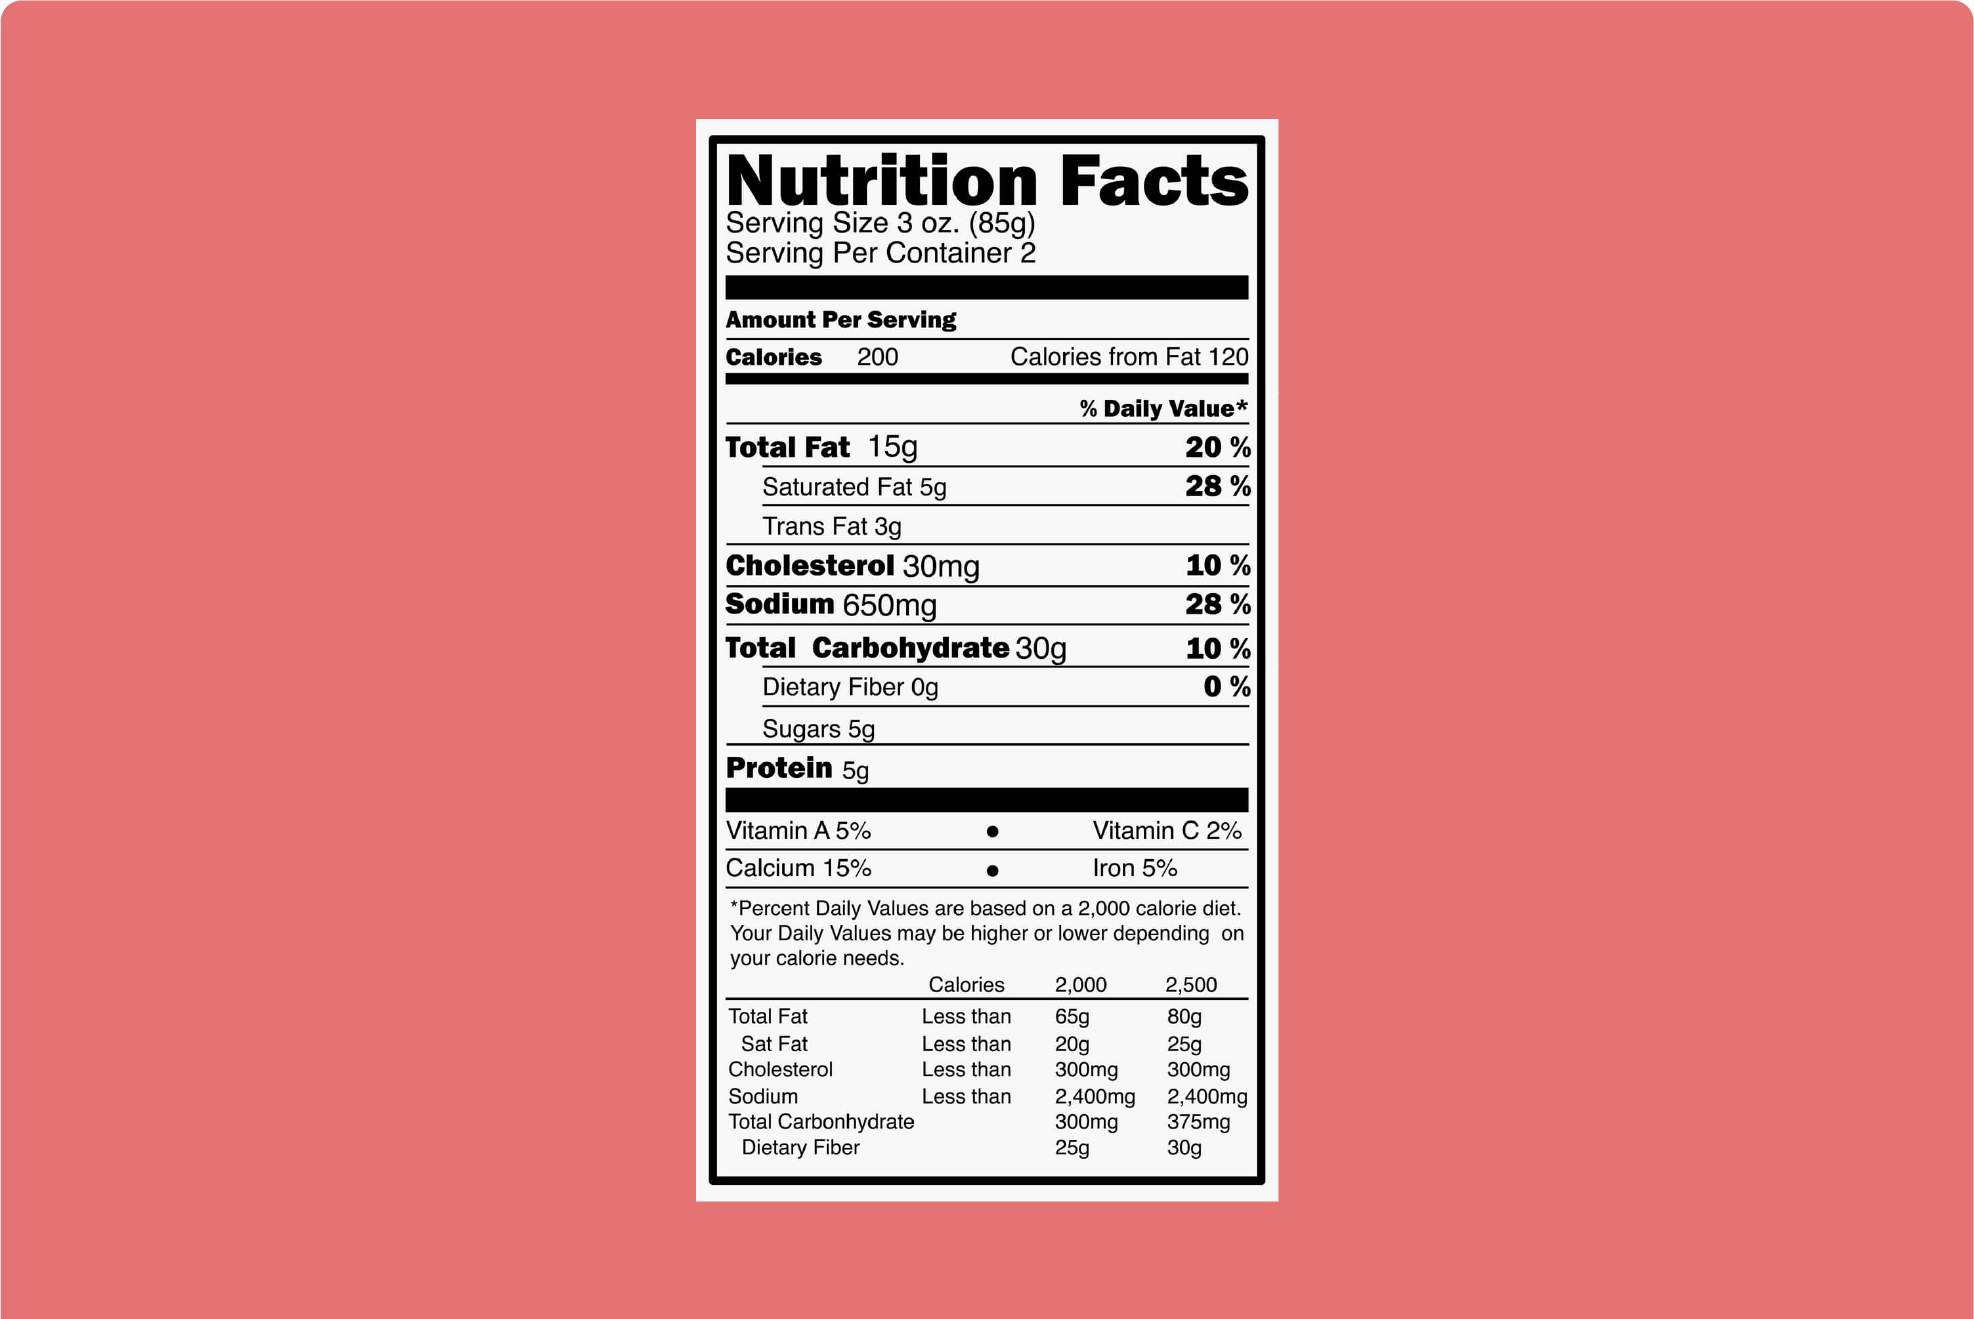 Nutrition Facts
Serving Size 3 oz. (85g)
Serving Per Container 2
Amount Per Serving
Calories 200 Calories from Fat 120
% Daily Value*
Total Fat 15g 20 %
Saturated Fat 5g 28 %
Trans Fat 3g
Cholesterol 30mg 10 %
Sodium 650mg 28 %
Total Carbohydrate 30g 10 %
Dietary Fiber 0g 0 %
Sugars 5g
Protein 5g
Vitamin A 5% ● Vitamin C 2%
Calcium 15% ● Iron 5%
*Percent Daily Values are based on a 2,000 calorie diet.
Your Daily Values may be higher or lower depending on
your calorie needs.
Calories 2,000 2,500
Total Fat Less than 65g 80g
Sat Fat Less than 20g 25g
Cholesterol Less than 300mg 300mg
Sodium Less than 2,400mg 2,400mg
Total Carbonhydrate 300mg 375mg
Dietary Fiber 25g 30g